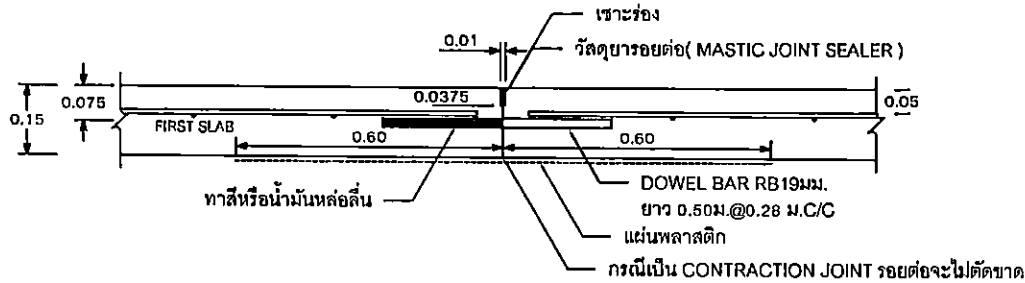 เซาะร่อง
0.01
วัสดุยารอยต่อ( MASTIC JOINT SEALER )
0.15
0.075
0.0375
0.05
FIRST SLAB
0.60
0.60
ทาสีหรือน้ำมันหล่อลื่น
DOWEL BAR RB19มม.
ยาว 0.50ม.@0.28 ม.C/C
แผ่นพลาสติก
กรณีเป็น CONTRACTION JOINT รอยต่อจะไม่ตัดขาด